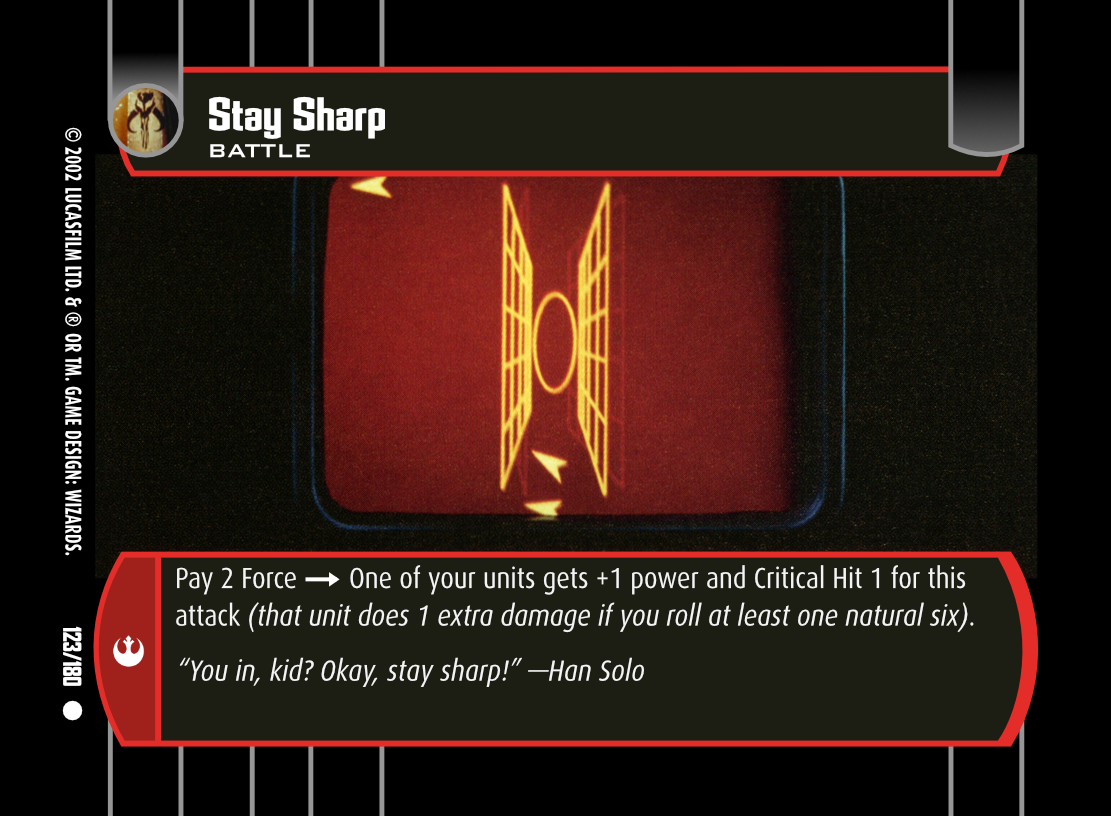 Stay Sharp
BATTLE
Pay 2 Force → One of your units gets +1 power and Critical Hit 1 for this
attack (that unit does 1 extra damage if you roll at least one natural six).
“You in, kid? Okay, stay sharp!” —Han Solo
© 2002 LUCASFILM LTD. & ® OR TM. GAME DESIGN: WIZARDS.
123/180